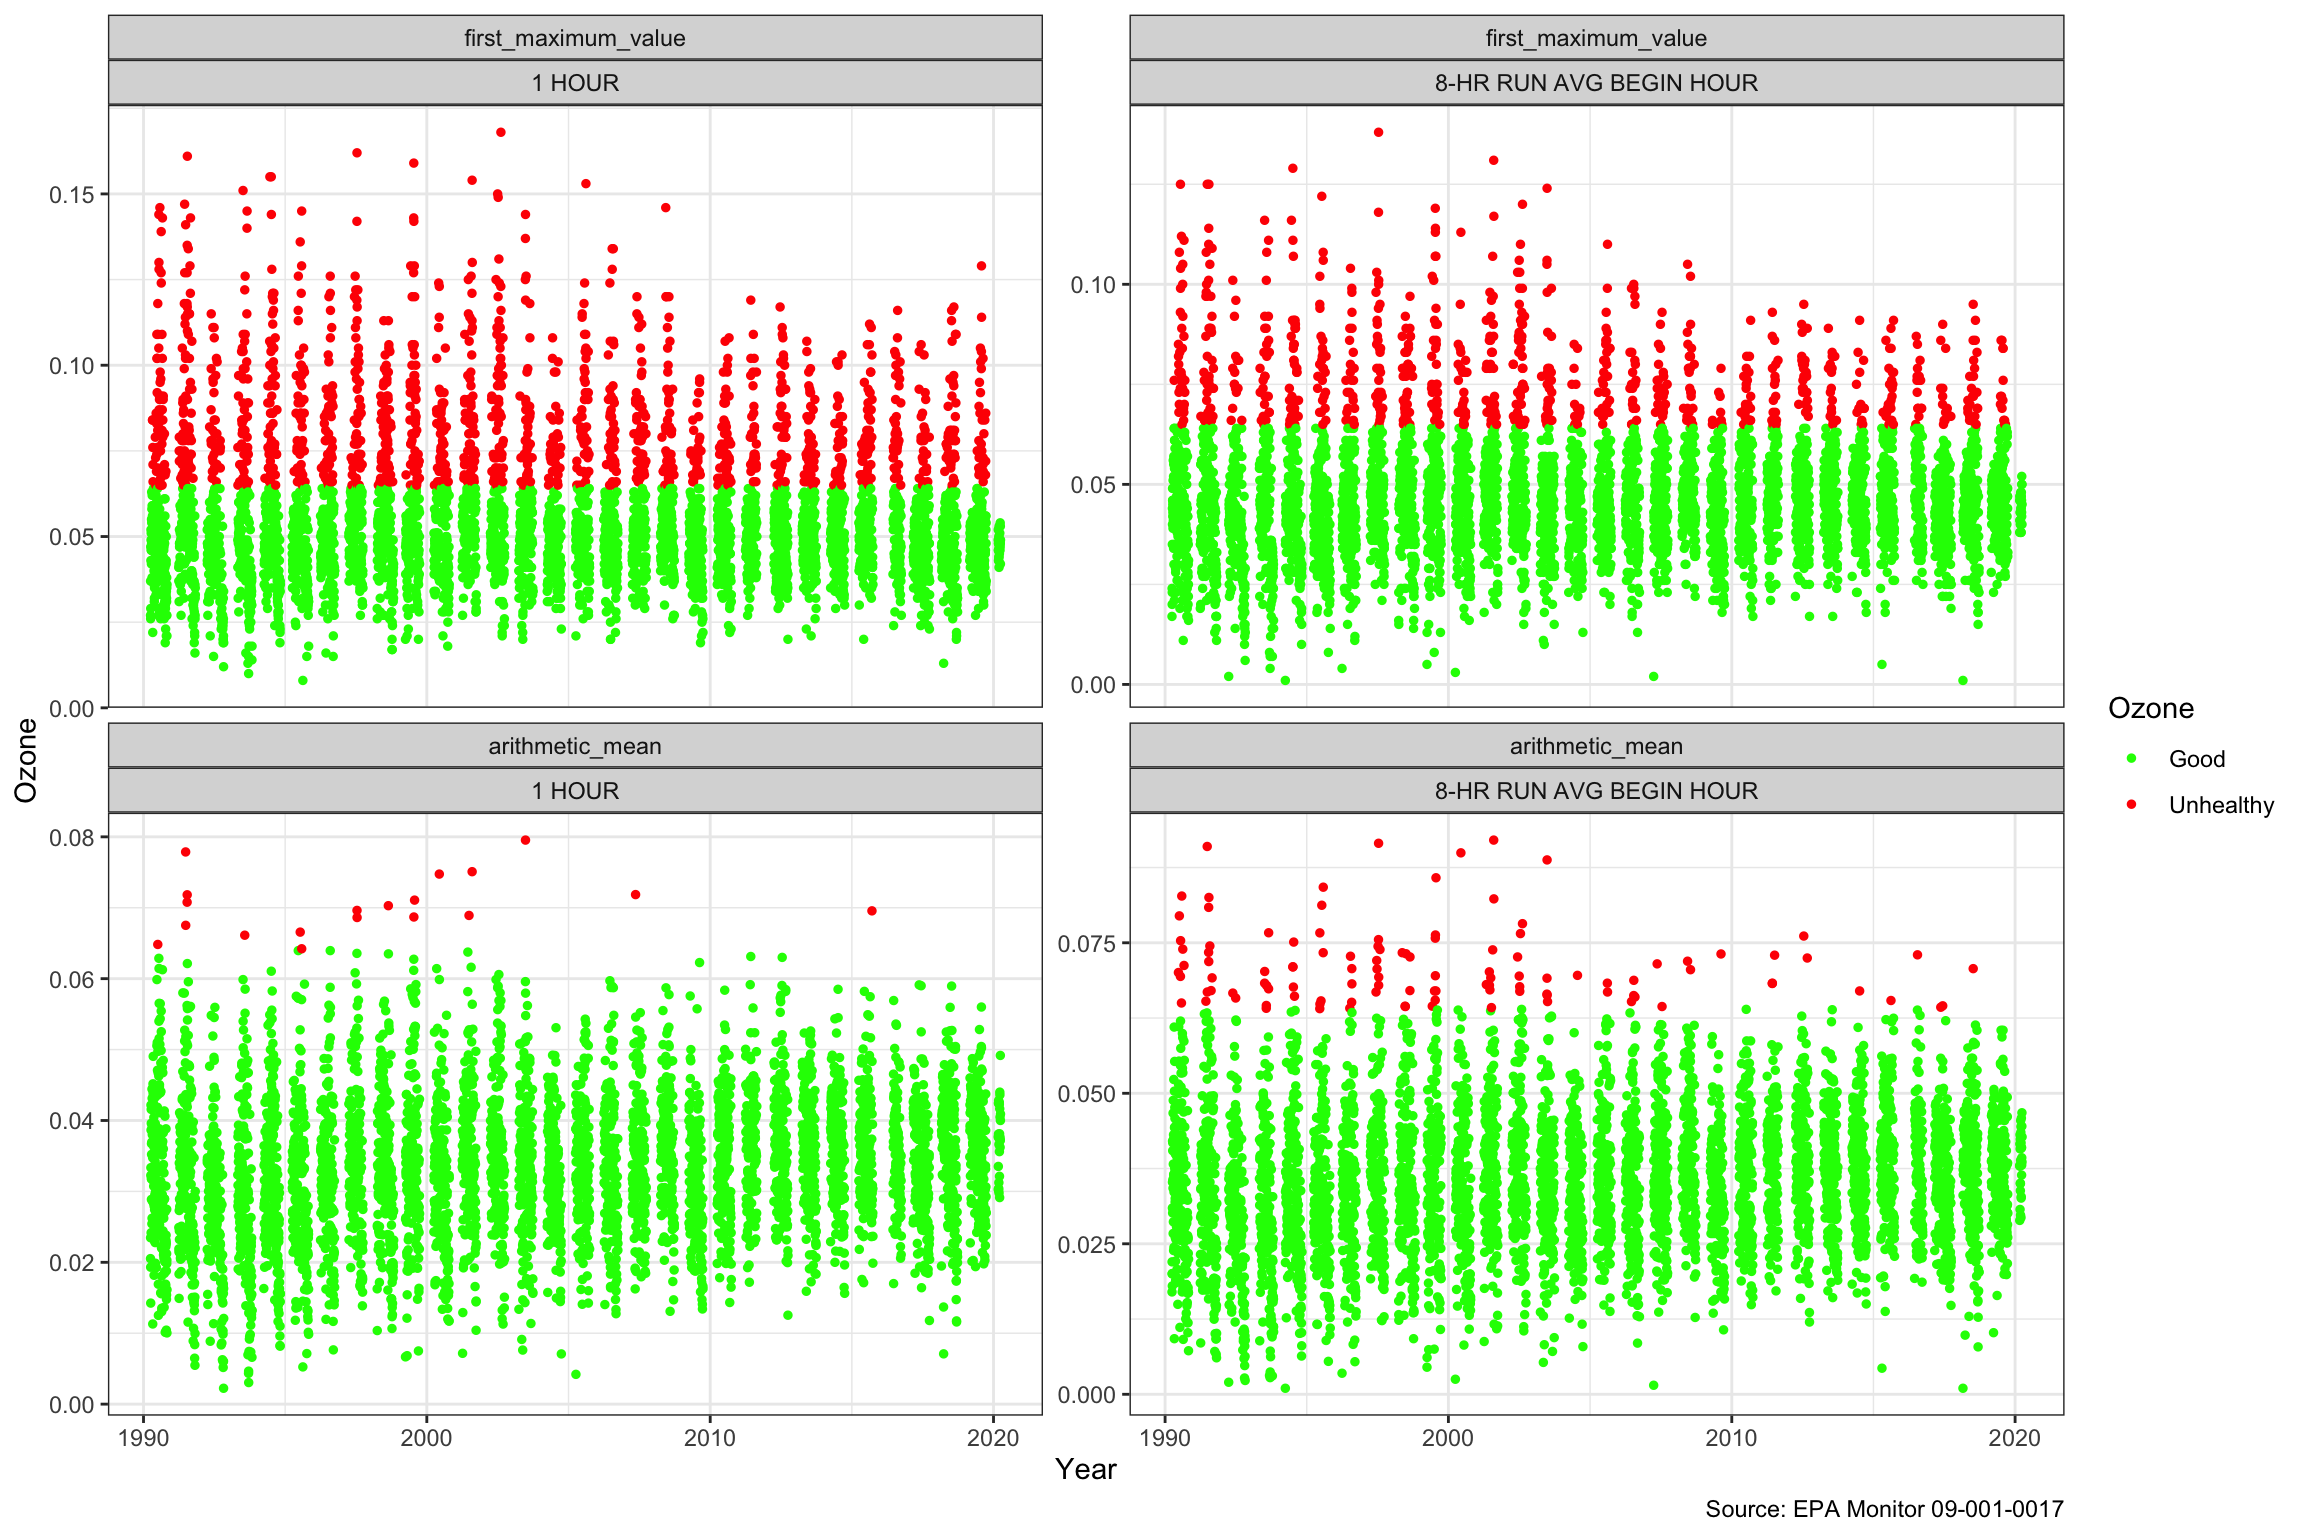 first_maximum_value
1 HOUR
0.15
0.10
0.05
0.00
first_maximum_value
8-HR RUN AVG BEGIN HOUR
0.10
0.05
0.00
Ozone
arithmetic_mean
1 HOUR
0.08
0.06
0.04
0.02
0.00
1990 2000 2010 2020
arithmetic_mean
8-HR RUN AVG BEGIN HOUR
0.075
0.050
0.025
0.000
1990 2000 2010 2020
Year
Ozone
Good
Unhealthy
Source: EPA Monitor 09-001-0017